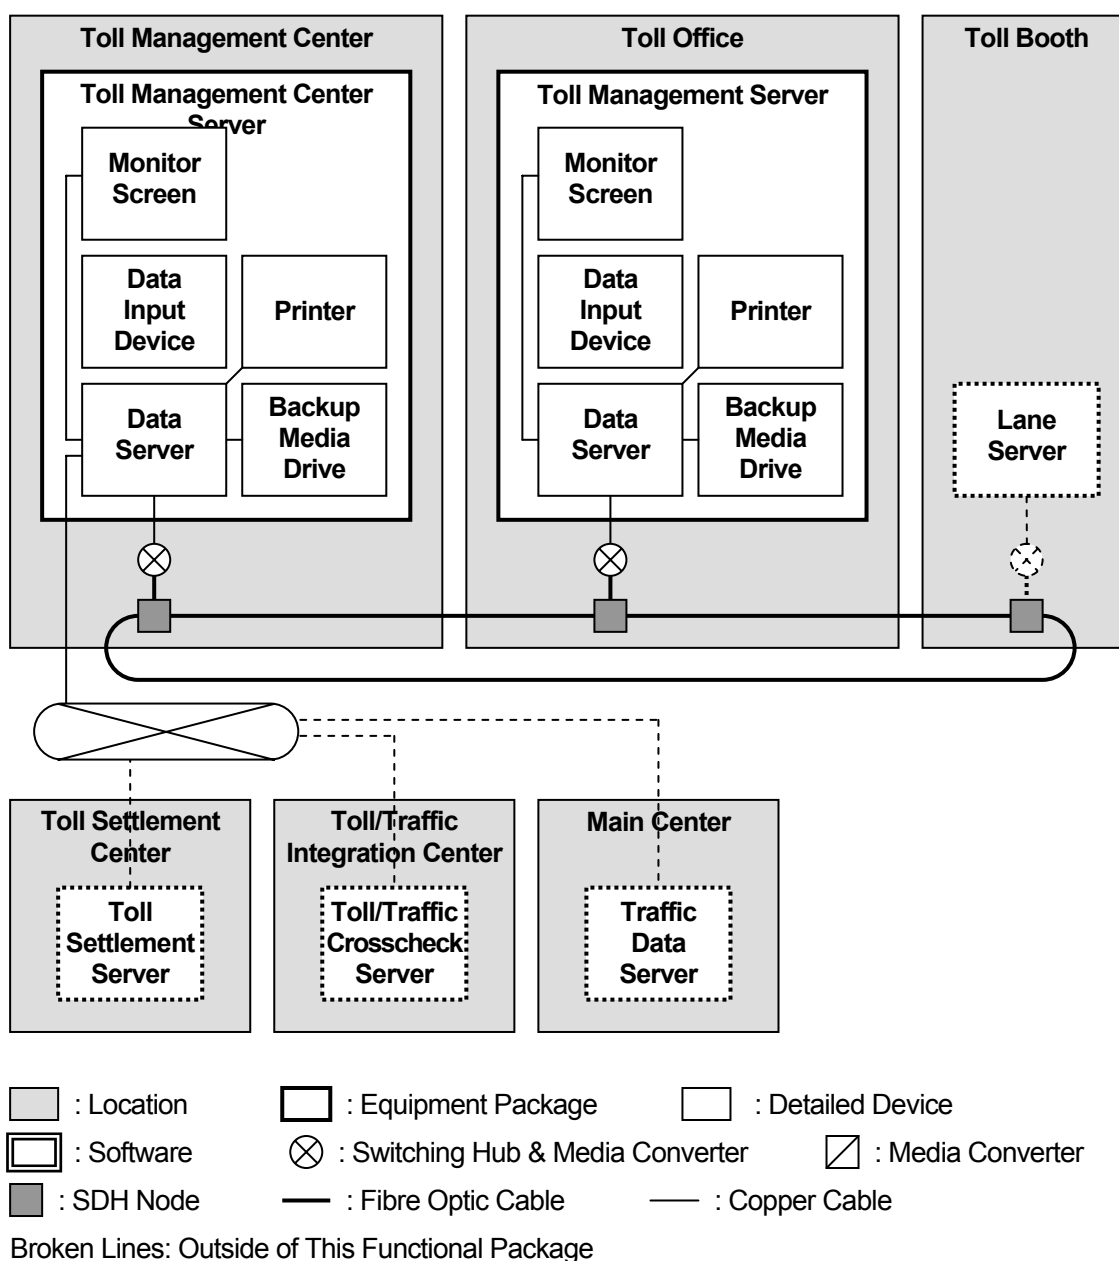 Toll Management Center
Toll Office
Toll Booth
Toll Management Center
Server
Toll Management Server
Monitor
Screen
Monitor
Screen
Data
Input
Device
Printer
Data
Input
Device
Printer
Data
Server
Backup
Media
Drive
Data
Server
Backup
Media
Drive
Lane
Server
Toll Settlement
Center
Toll/Traffic
Integration Center
Main Center
Toll
Settlement
Server
Toll/Traffic
Crosscheck
Server
Traffic
Data
Server
: Location
: Equipment Package
: Detailed Device
: Software
: Switching Hub & Media Converter
: Media Converter
: SDH Node
: Fibre Optic Cable
: Copper Cable
Broken Lines: Outside of This Functional Package